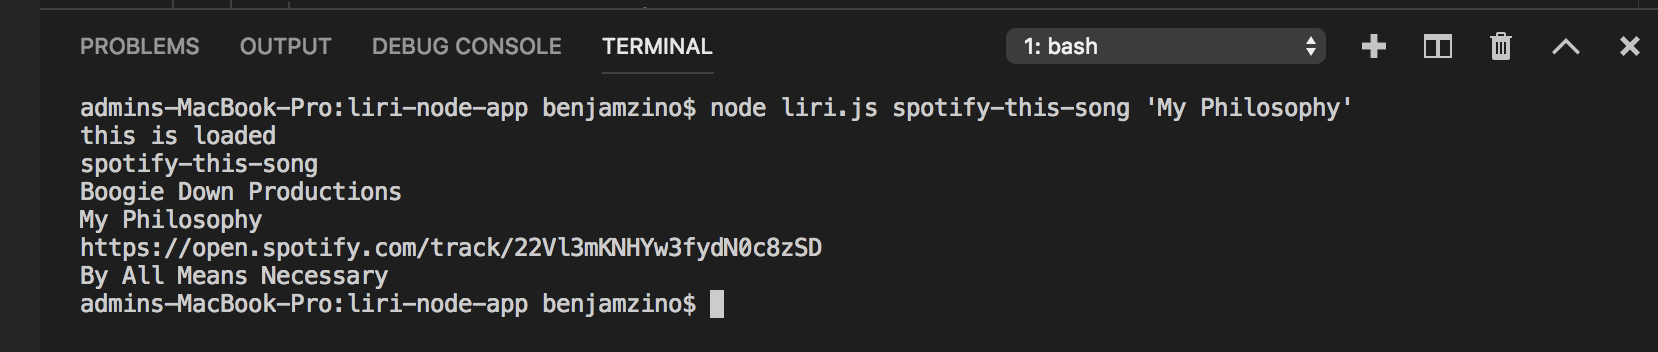 PROBLEMS OUTPUT DEBUG CONSOLE TERMINAL 1: bash
admins-MacBook-Pro:liri-node-app benjamzino$ node liri.js spotify-this-song 'My Philosophy'
this is loaded
spotify-this-song
Boogie Down Productions
My Philosophy
https://open.spotify.com/track/22Vl3mKNHYw3fydN0c8zSD
By All Means Necessary
admins-MacBook-Pro:liri-node-app benjamzino$